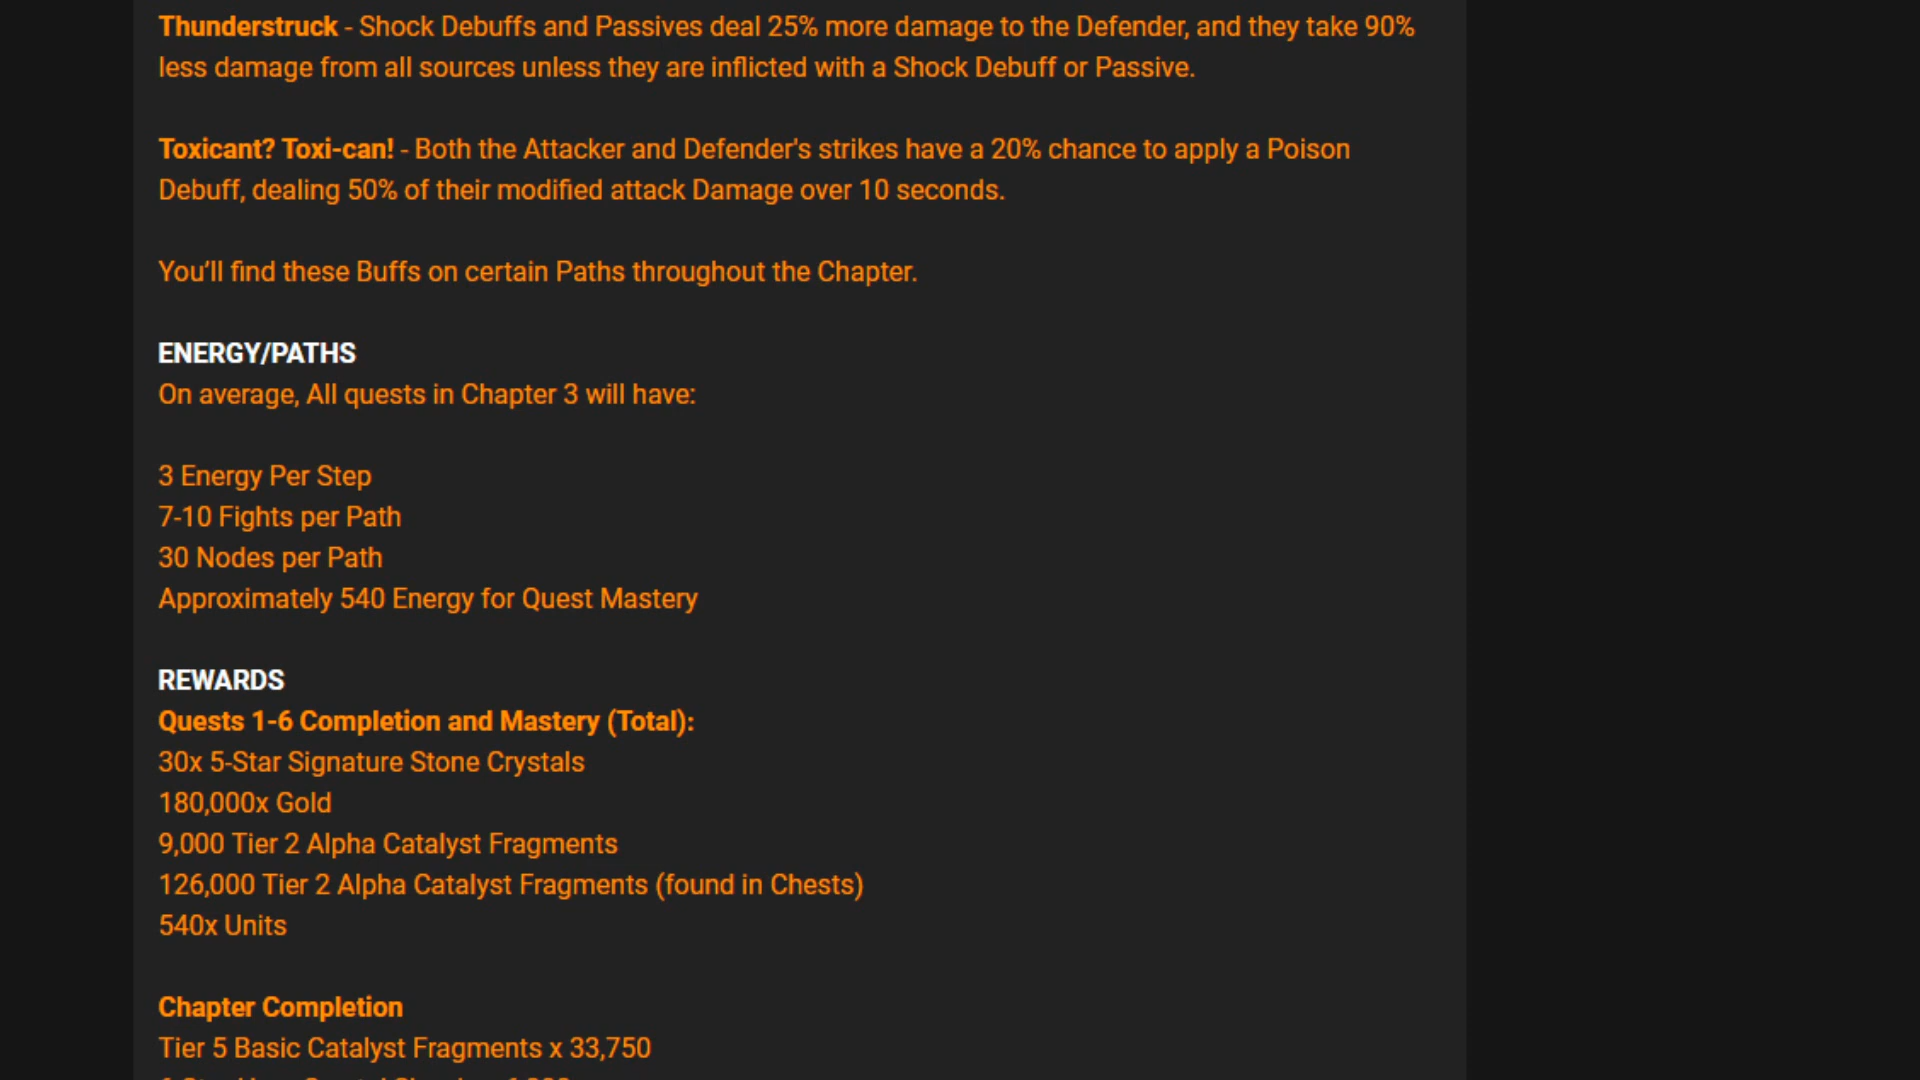 Thunderstruck - Shock Debuffs and Passives deal 25% more damage to the Defender, and they take 90%
less damage from all sources unless they are inflicted with a Shock Debuff or Passive.
Toxicant? Toxi-can! - Both the Attacker and Defender's strikes have a 20% chance to apply a Poison
Debuff, dealing 50% of their modified attack Damage over 10 seconds.
You’ll find these Buffs on certain Paths throughout the Chapter.
ENERGY/PATHS
On average, All quests in Chapter 3 will have:
3 Energy Per Step
7-10 Fights per Path
30 Nodes per Path
Approximately 540 Energy for Quest Mastery
REWARDS
Quests 1-6 Completion and Mastery (Total):
30x 5-Star Signature Stone Crystals
180,000x Gold
9,000 Tier 2 Alpha Catalyst Fragments
126,000 Tier 2 Alpha Catalyst Fragments (found in Chests)
540x Units
Chapter Completion
Tier 5 Basic Catalyst Fragments x 33,750